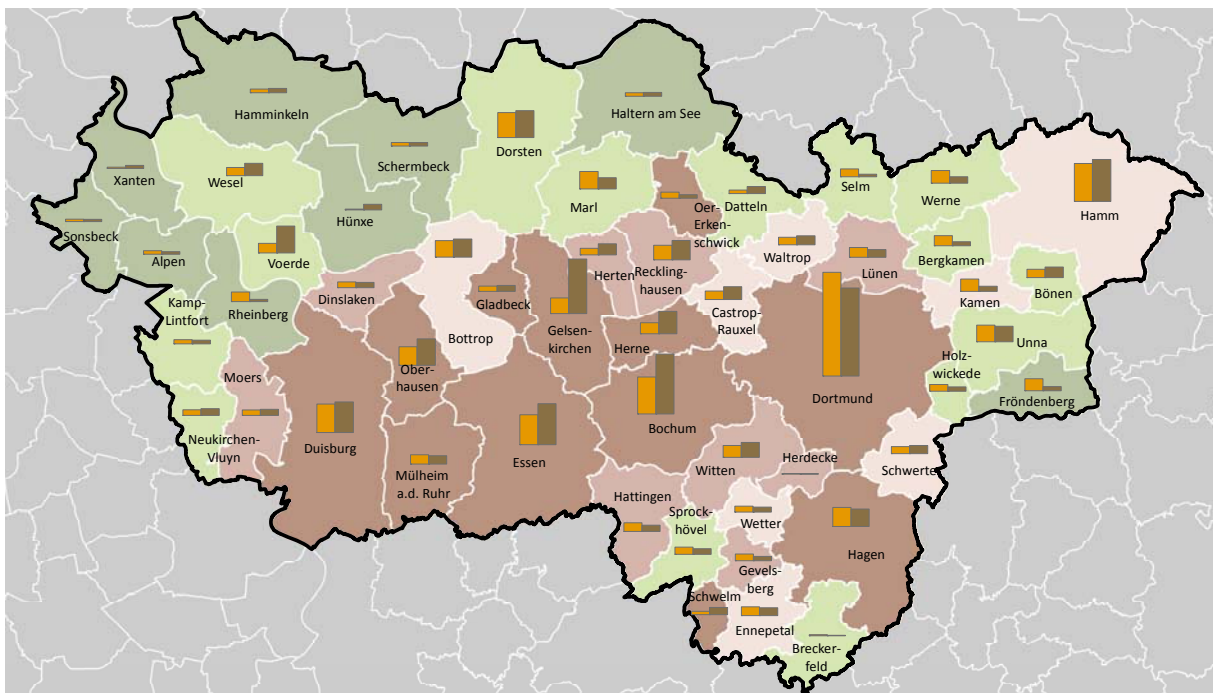 Hamminkeln
Haltern am See
Dorsten
Schermbeck
Xanten
Wesel
Selm
Werne
Hamm
Marl
Datteln
Oer-
Erkenschwick
Hünxe
Sonsbeck
Voerde
Alpen
Waltrop
Lünen
Bergkamen
Herten
Reckling-
hausen
Bönen
Kamen
Dinslaken
Gladbeck
Kamp-
Lintfort
Rheinberg
Castrop-
Rauxel
Gelsen-
kirchen
Bottrop
Herne
Unna
Holz-
wickede
Moers
Ober-
hausen
Dortmund
Fröndenberg
Bochum
Neukirchen-
Vluyn
Duisburg
Essen
Mülheim
a.d. Ruhr
Witten
Herdecke
Schwerte
Hattingen
Sprock-
hövel
Wetter
Hagen
Gevels-
berg
Schwelm
Ennepetal
Brecker-
feld